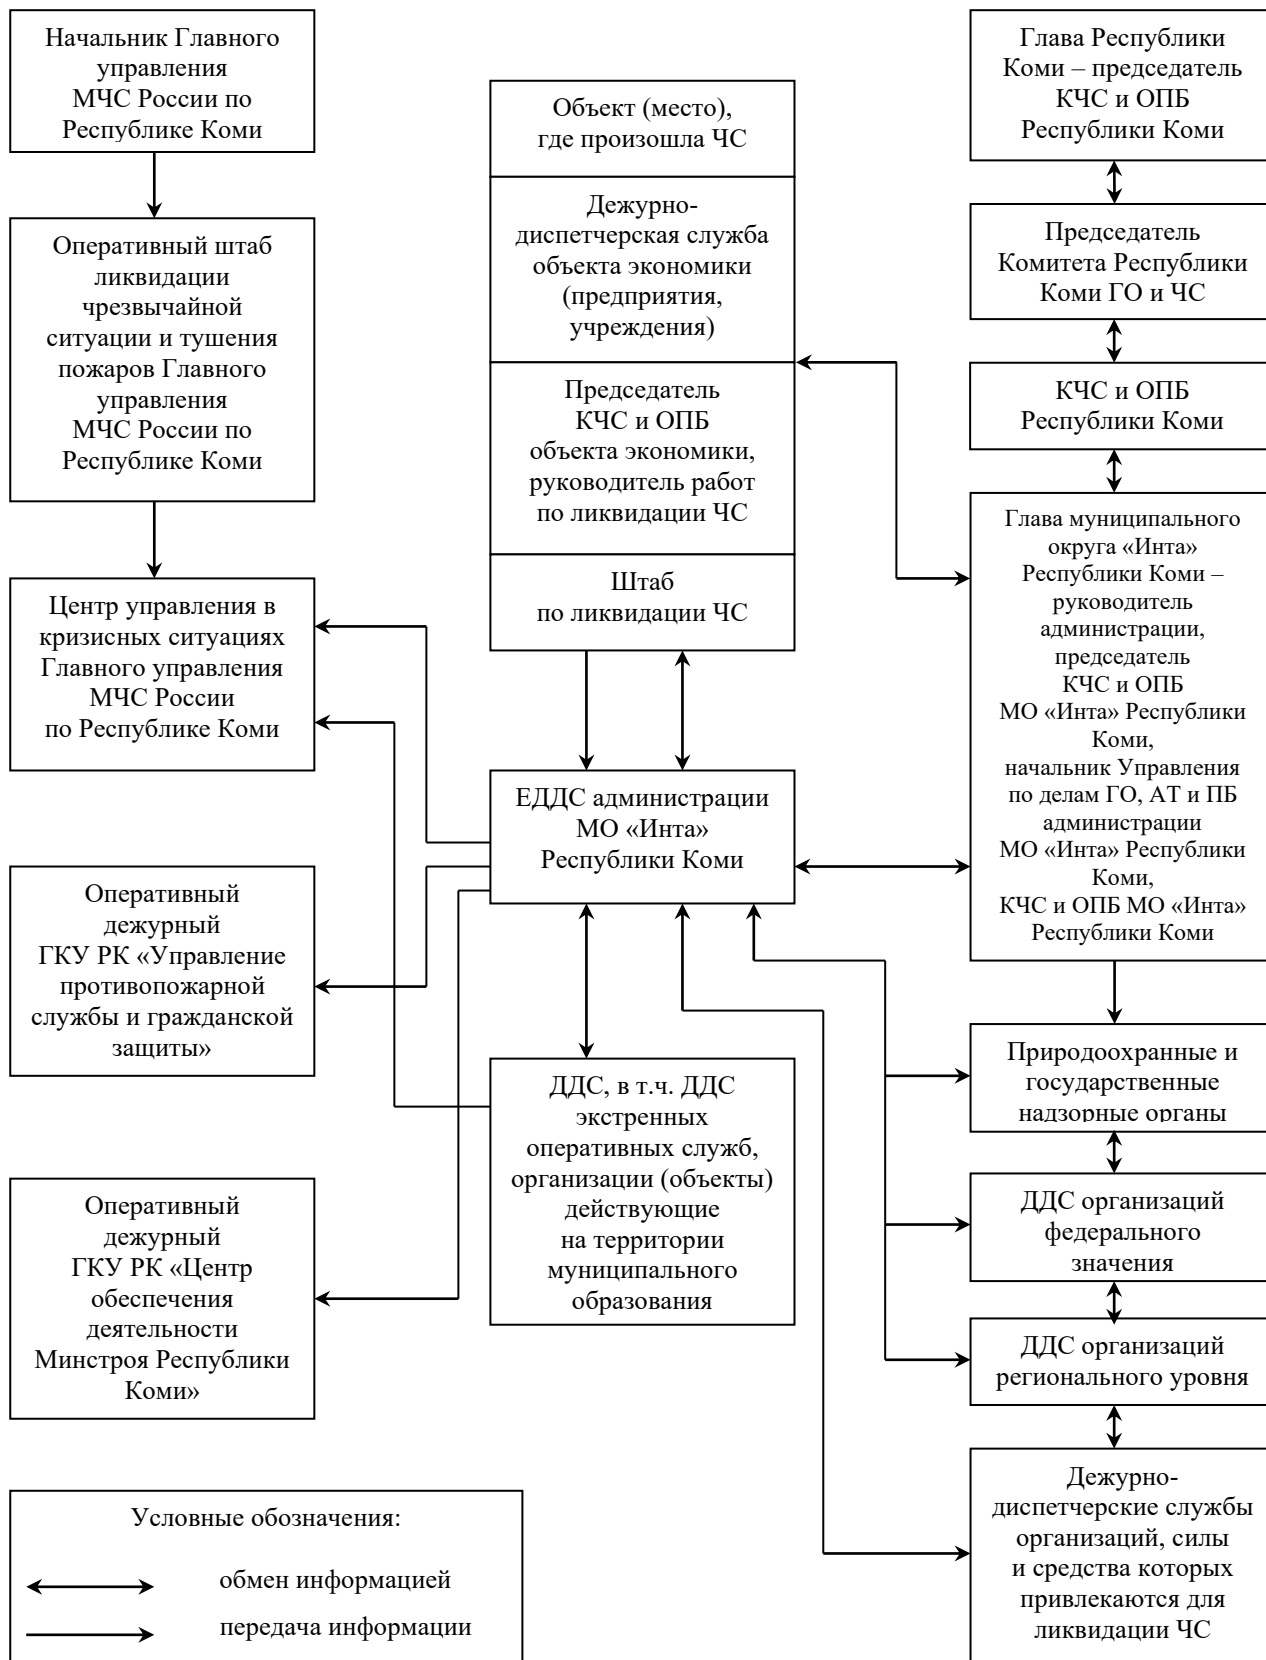 Начальник Главного
управления
МЧС России по
Республике Коми
Оперативный штаб
ликвидации
чрезвычайной
ситуации и тушения
пожаров Главного
управления
МЧС России по
Республике Коми
Центр управления в
кризисных ситуациях
Главного управления
МЧС России
по Республике Коми
Оперативный
дежурный
ГКУ РК «Управление
противопожарной
службы и гражданской
защиты»
Оперативный
дежурный
ГКУ РК «Центр
обеспечения
деятельности
Минстроя Республики
Коми»
Объект (место),
где произошла ЧС
Дежурно-
диспетчерская служба
объекта экономики
(предприятия,
учреждения)
Председатель
КЧС и ОПБ
объекта экономики,
руководитель работ
по ликвидации ЧС
Штаб
по ликвидации ЧС
ЕДДС администрации
МО «Инта»
Республики Коми
ДДС, в т.ч. ДДС
экстренных
оперативных служб,
организации (объекты)
действующие
на территории
муниципального
образования
Глава Республики
Коми – председатель
КЧС и ОПБ
Республики Коми
Председатель
Комитета Республики
Коми ГО и ЧС
КЧС и ОПБ
Республики Коми
Глава муниципального
округа «Инта»
Республики Коми –
руководитель
администрации,
председатель
КЧС и ОПБ
МО «Инта» Республики
Коми,
начальник Управления
по делам ГО, АТ и ПБ
администрации
МО «Инта» Республики
Коми,
КЧС и ОПБ МО «Инта»
Республики Коми
Природоохранные и
государственные
надзорные органы
ДДС организаций
федерального
значения
ДДС организаций
регионального уровня
Дежурно-
диспетчерские службы
организаций, силы
и средства которых
привлекаются для
ликвидации ЧС
Условные обозначения:
обмен информацией
передача информации